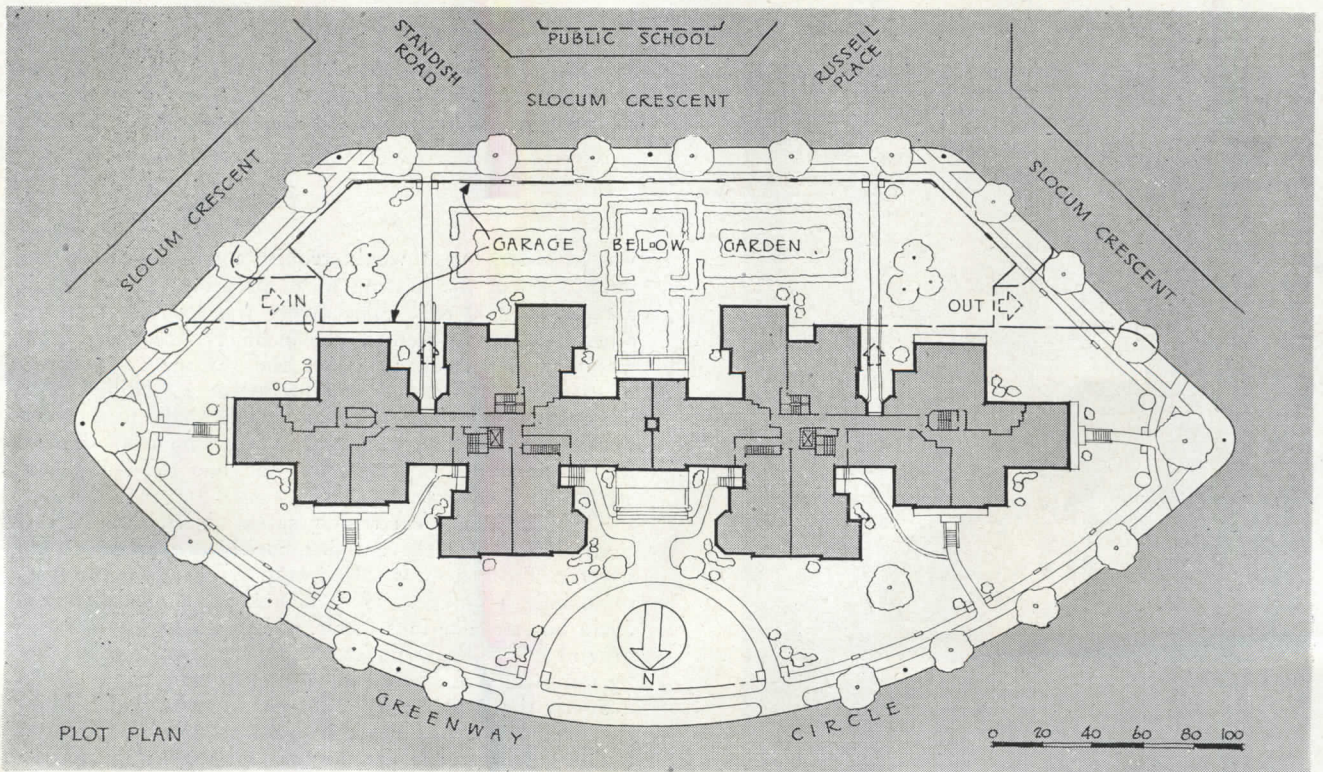 STANDISH
ROAD
PUBLIC SCHOOL
RUSSELL
PLACE
SLOCUM CRESCENT
SLOCUM CRESCENT
SLOCUM CRESCENT
GARAGE BELOW GARDEN
IN
OUT
N
GREENWAY CIRCLE
PLOT PLAN
0 20 40 60 80 100